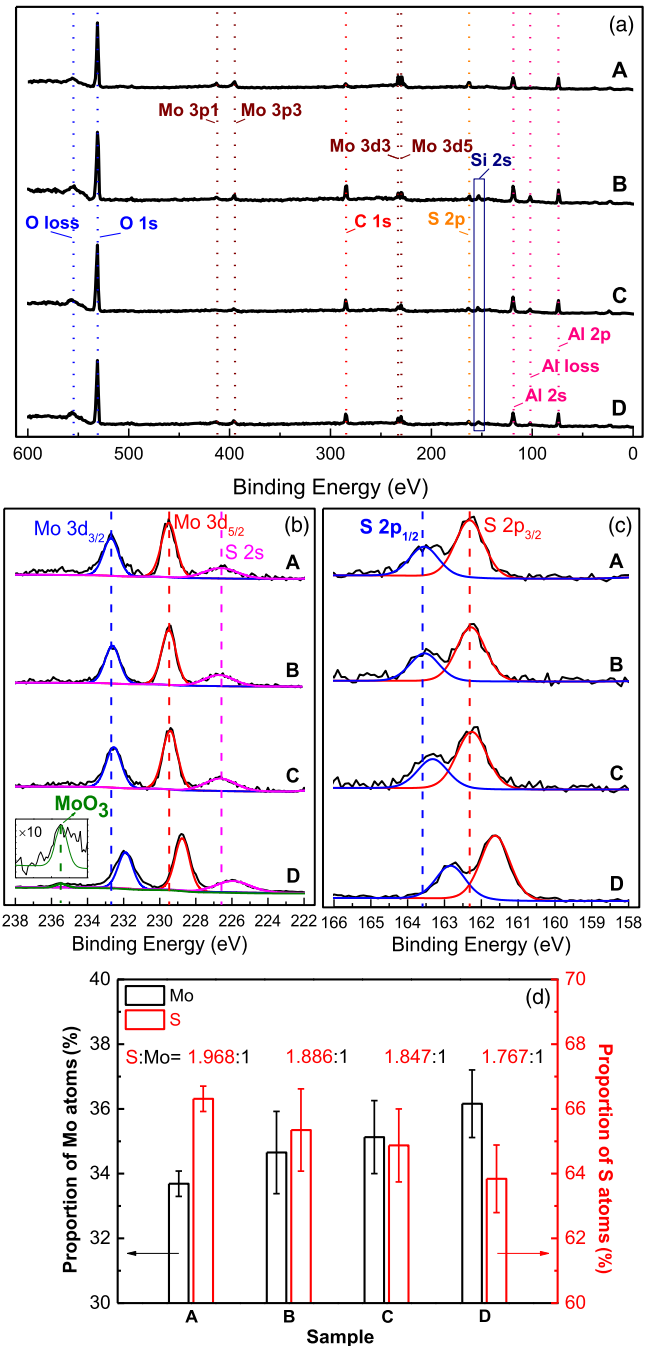 (a)
A
Mo 3p1 Mo 3p3
Mo 3d3 Mo 3d5
Si 2s
B
O loss O 1s C 1s S 2p
C
Al 2p
Al loss
Al 2s
D
600 500 400 300 200 100 0
Binding Energy (eV)
Mo 3d3/2 Mo 3d5/2 (b)
S 2s
A
B
C
MoO3
×10
D
238 236 234 232 230 228 226 224 222
Binding Energy (eV)
S 2p1/2 S 2p3/2 (c)
A
B
C
D
166 165 164 163 162 161 160 159 158
Binding Energy (eV)
(d)
Mo
S
S:Mo= 1.968:1 1.886:1 1.847:1 1.767:1
Proportion of Mo atoms (%)
40
38
36
34
32
30
Proportion of S atoms (%)
70
68
66
64
62
60
A B C D
Sample